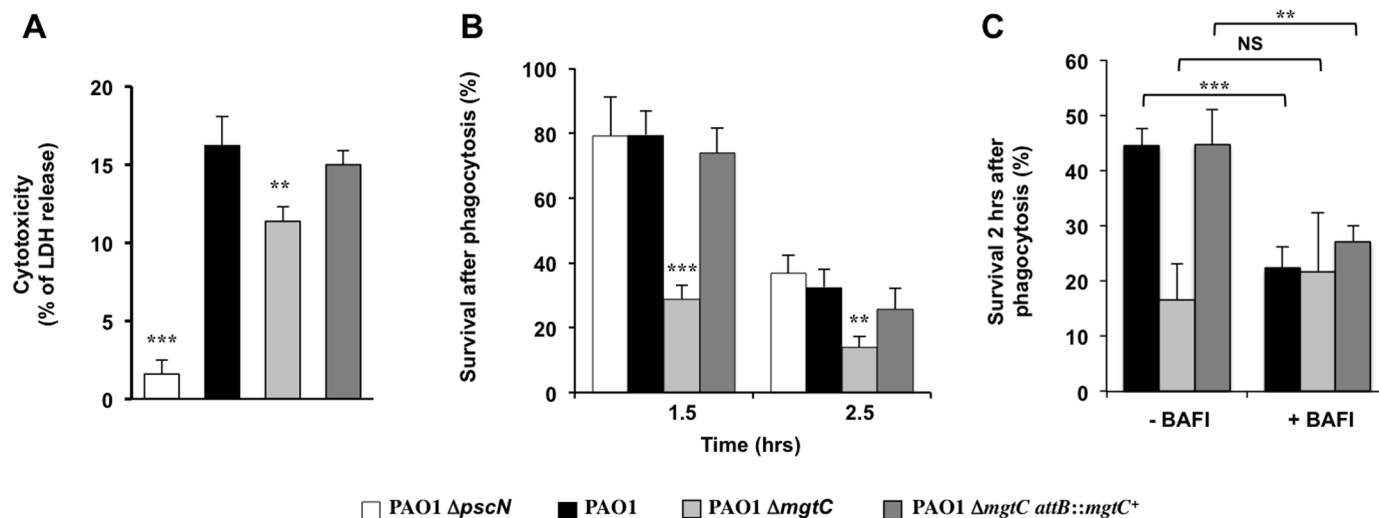 A
Cytotoxicity
(% of LDH release)
20
15
10
5
0
***
**
B
Survival after phagocytosis (%)
100
80
60
40
20
0
***
**
1.5
2.5
Time (hrs)
C
Survival 2 hrs after
phagocytosis (%)
60
50
40
30
20
10
0
**
NS
***
- BAFI
+ BAFI
PAO1 ΔpscN
PAO1
PAO1 ΔmgtC
PAO1 ΔmgtC attB::mgtC⁺